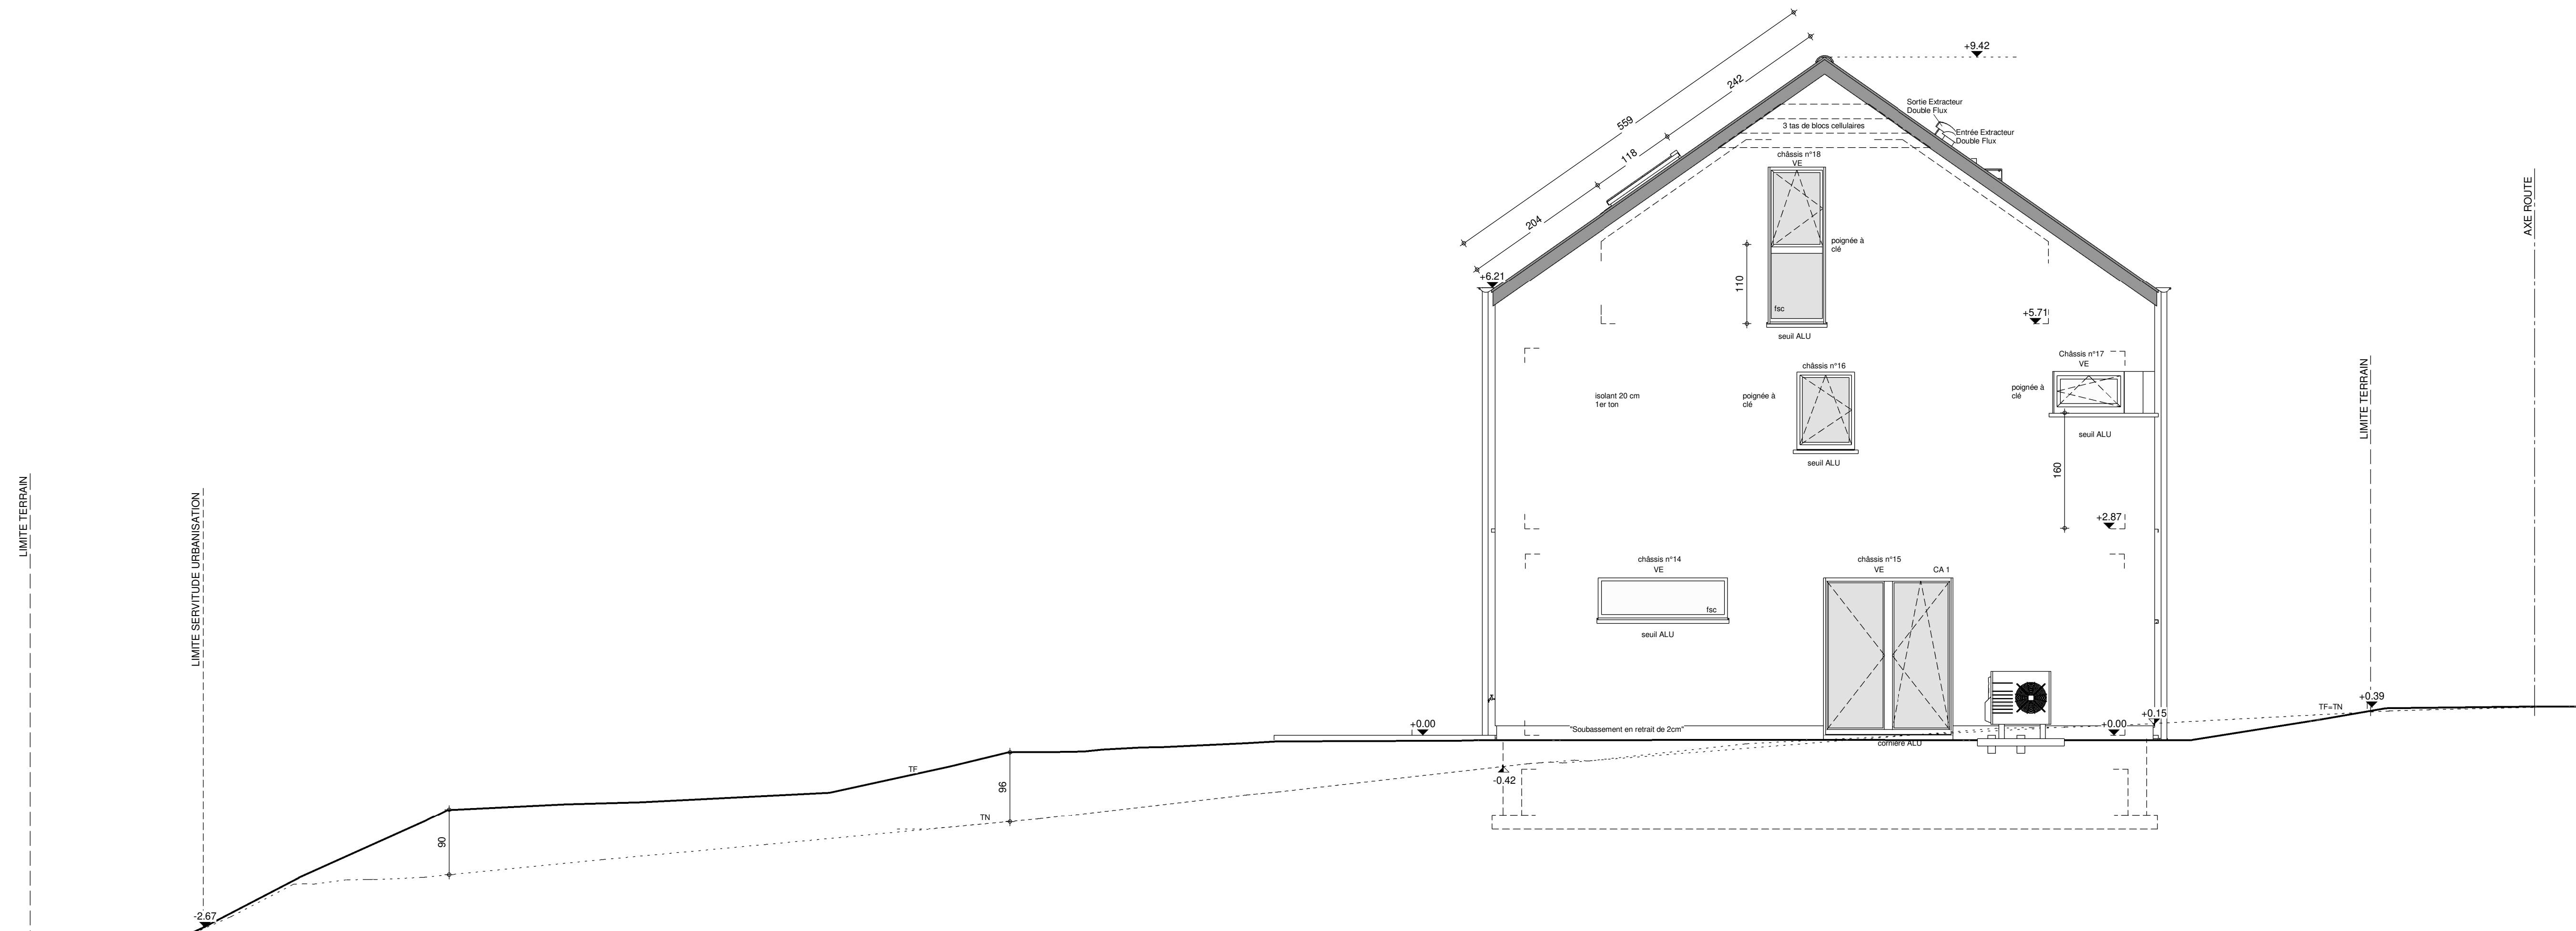 +9.42
242
559
118
204
Sortie Extracteur
Double Flux
Entrée Extracteur
Double Flux
3 tas de blocs cellulaires
châssis n°18
VE
poignée à
clé
110
fsc
seuil ALU
+6.21
+5.71
AXE ROUTE
LIMITE TERRAIN
Châssis n°17
VE
poignée à
clé
seuil ALU
160
châssis n°16
poignée à
clé
seuil ALU
isolant 20 cm
1er ton
+2.87
LIMITE TERRAIN
LIMITE SERVITUDE URBANISATION
châssis n°14
VE
fsc
seuil ALU
châssis n°15
VE
CA 1
+0.39
TF=TN
+0.15
+0.00
+0.00
"Soubassement en retrait de 2cm"
cornière ALU
-0.42
TF
96
TN
90
-2.67